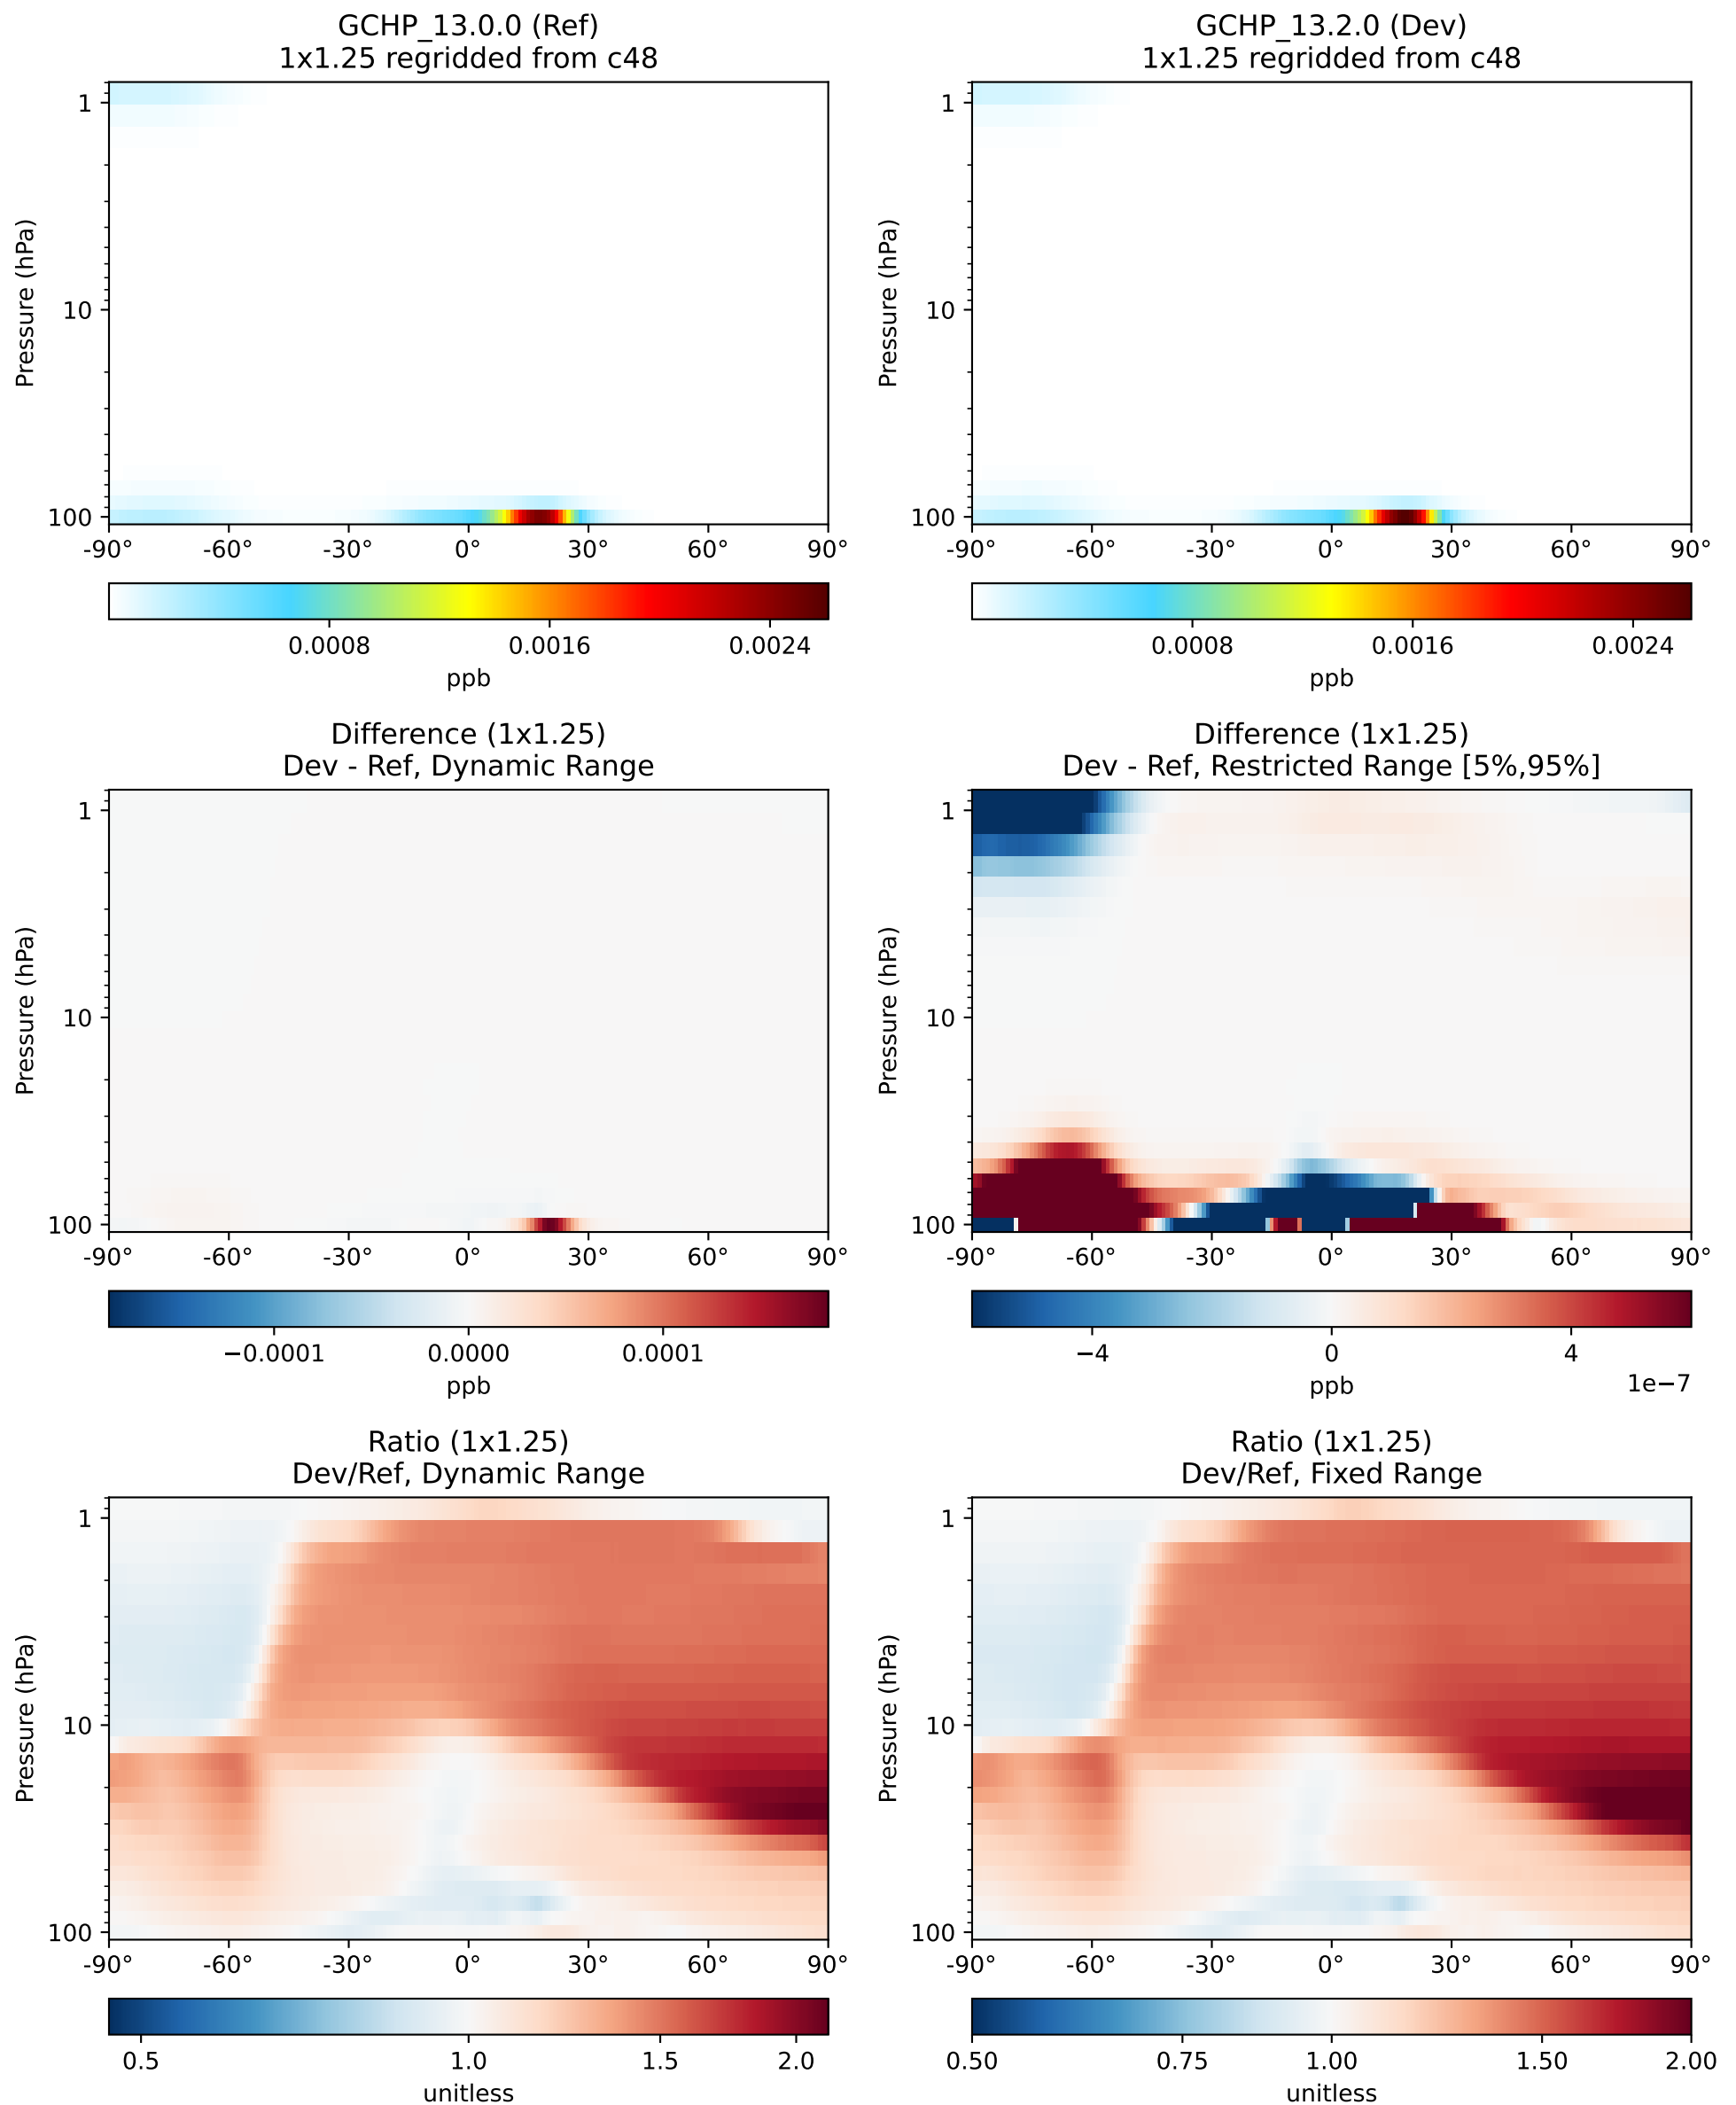 GCHP_13.0.0 (Ref)
1x1.25 regridded from c48
Pressure (hPa)
1
10
100
-90° -60° -30° 0° 30° 60° 90°
0.0008 0.0016 0.0024
ppb
GCHP_13.2.0 (Dev)
1x1.25 regridded from c48
Pressure (hPa)
1
10
100
-90° -60° -30° 0° 30° 60° 90°
0.0008 0.0016 0.0024
ppb
Difference (1x1.25)
Dev - Ref, Dynamic Range
Pressure (hPa)
1
10
100
-90° -60° -30° 0° 30° 60° 90°
−0.0001 0.0000 0.0001
ppb
Difference (1x1.25)
Dev - Ref, Restricted Range [5%,95%]
Pressure (hPa)
1
10
100
-90° -60° -30° 0° 30° 60° 90°
−4 0 4
ppb
1e−7
Ratio (1x1.25)
Dev/Ref, Dynamic Range
Pressure (hPa)
1
10
100
-90° -60° -30° 0° 30° 60° 90°
0.5 1.0 1.5 2.0
unitless
Ratio (1x1.25)
Dev/Ref, Fixed Range
Pressure (hPa)
1
10
100
-90° -60° -30° 0° 30° 60° 90°
0.50 0.75 1.00 1.50 2.00
unitless